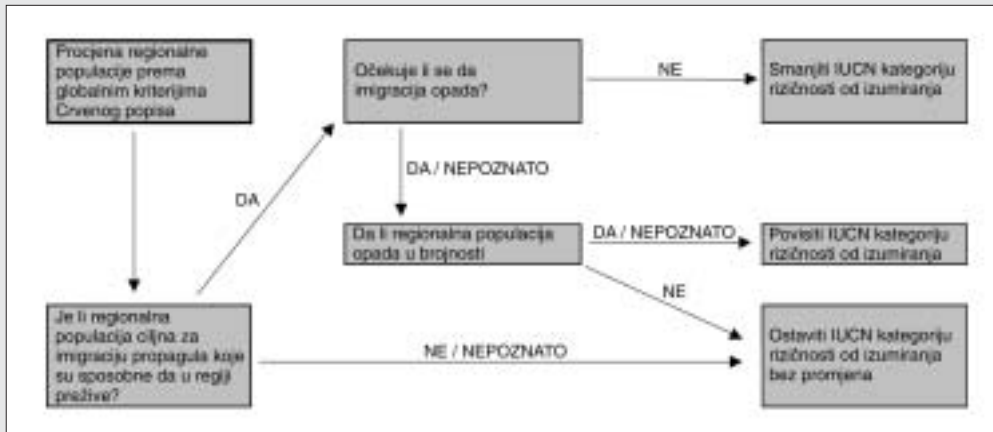 Procjena regionalne
populacije prema
globalnim kriterijima
Crvenog popisa
Očekuje li se da
imigracija opada?
NE
Smanjiti IUCN kategoriju
rizičnosti od izumiranja
DA / NEPOZNATO
DA
Da li regionalna populacija
opada u brojnosti
DA / NEPOZNATO
Povisiti IUCN kategoriju
rizičnosti od izumiranja
NE
Je li regionalna
populacija ciljna za
imigraciju propagula koje
su sposobne da u regiji
prežive?
NE / NEPOZNATO
Ostaviti IUCN kategoriju
rizičnosti od izumiranja
bez promjena